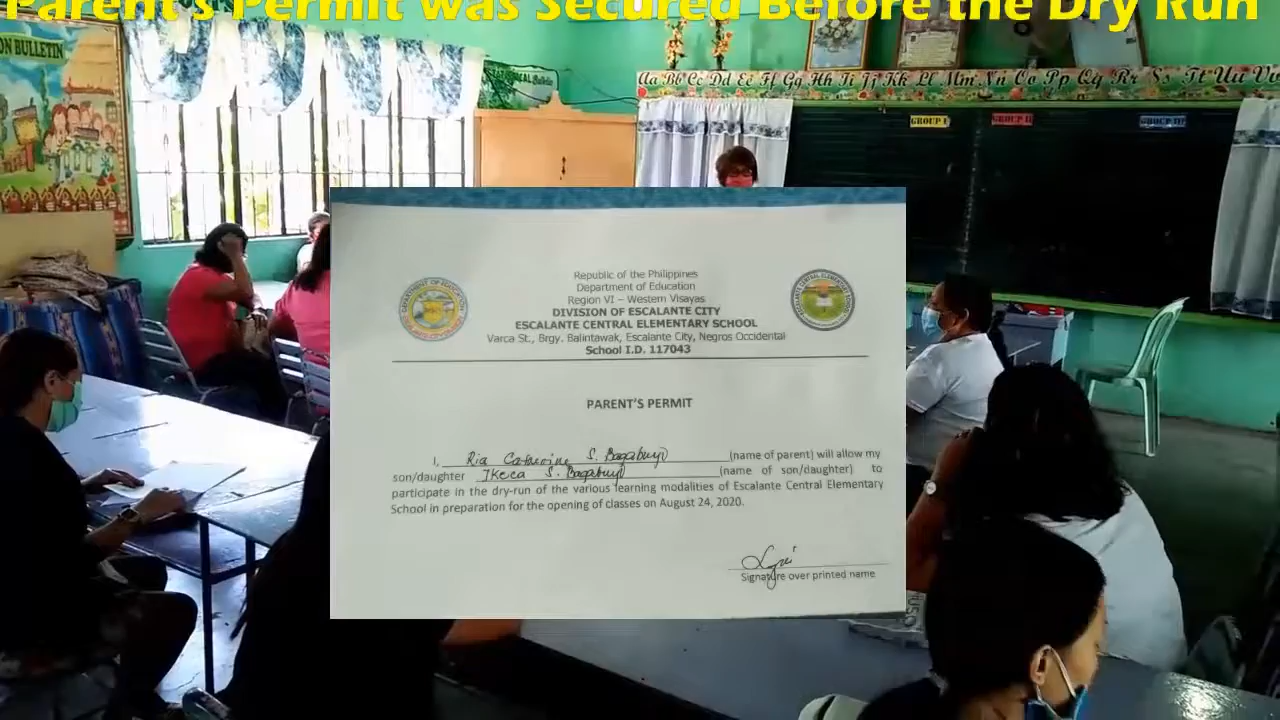 Parent's Permit was Secured Before the Dry Run
ON BULLETIN
Aa Bb Cc Dd Ee Ff Gg Hh Ii Jj Kk Ll Mm Nn Oo Pp Qq Rr Ss Tt Uu Vv
GROUP I
GROUP II
GROUP III
Republic of the Philippines
Department of Education
Region VI – Western Visayas
DIVISION OF ESCALANTE CITY
ESCALANTE CENTRAL ELEMENTARY SCHOOL
Varca St., Brgy. Balintawak, Escalante City, Negros Occidental
School I.D. 117043
PARENT'S PERMIT
I, Ria Catherine S. Bagabuyo (name of parent) will allow my
son/daughter Ikeca S. Bagabuyo (name of son/daughter) to
participate in the dry-run of the various learning modalities of Escalante Central Elementary
School in preparation for the opening of classes on August 24, 2020.
Signature over printed name